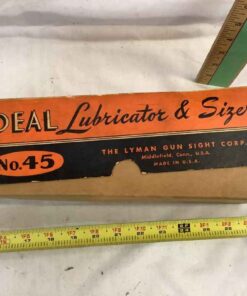 DEAL Lubricator & Size
No.45
THE LYMAN GUN SIGHT CORP.
Middlefield, Conn., U.S.A.
MADE IN U.S.A.